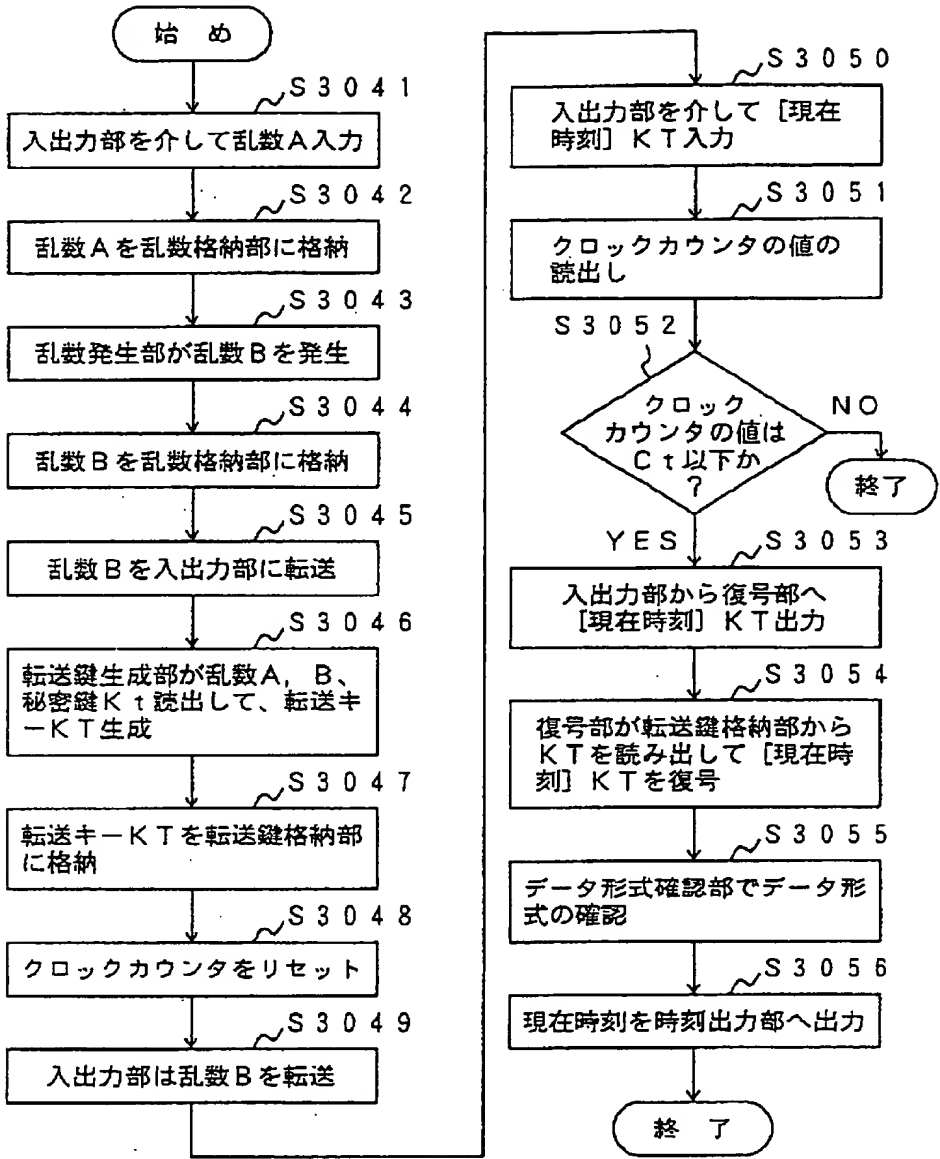 始 め
S3041
入出力部を介して乱数A入力
S3042
乱数Aを乱数格納部に格納
S3043
乱数発生部が乱数Bを発生
S3044
乱数Bを乱数格納部に格納
S3045
乱数Bを入出力部に転送
S3046
転送鍵生成部が乱数A,B、
秘密鍵Kt読出して、転送キ
ーKT生成
S3047
転送キーKTを転送鍵格納部
に格納
S3048
クロックカウンタをリセット
S3049
入出力部は乱数Bを転送
S3050
入出力部を介して[現在
時刻]KT入力
S3051
クロックカウンタの値の
読出し
S3052
クロック
カウンタの値は
Ct以下か
?
NO
終了
YES
S3053
入出力部から復号部へ
[現在時刻]KT出力
S3054
復号部が転送鍵格納部から
KTを読み出して[現在時
刻]KTを復号
S3055
データ形式確認部でデータ形
式の確認
S3056
現在時刻を時刻出力部へ出力
終 了